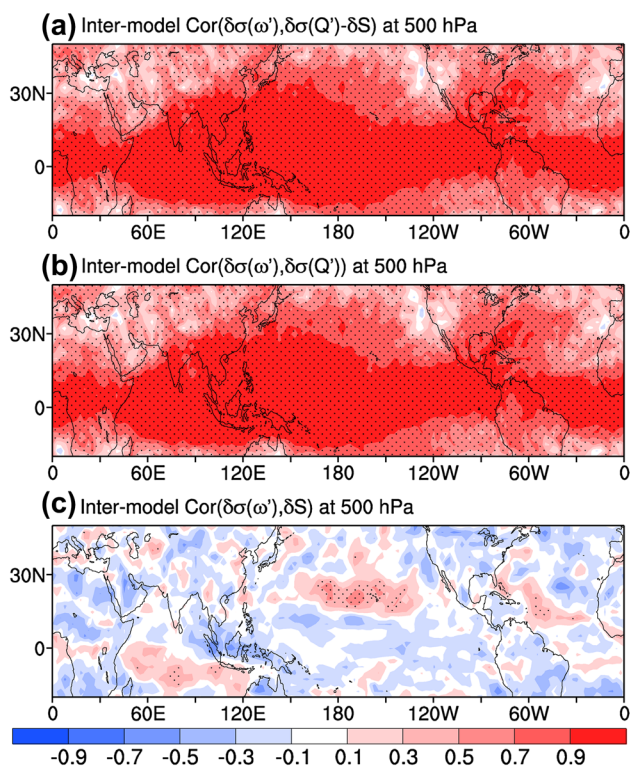 (a) Inter-model Cor(δσ(ω’),δσ(Q’)-δS) at 500 hPa
30N
0
0 60E 120E 180 120W 60W 0
(b) Inter-model Cor(δσ(ω’),δσ(Q’)) at 500 hPa
30N
0
0 60E 120E 180 120W 60W 0
(c) Inter-model Cor(δσ(ω’),δS) at 500 hPa
30N
0
0 60E 120E 180 120W 60W 0
-0.9 -0.7 -0.5 -0.3 -0.1 0.1 0.3 0.5 0.7 0.9